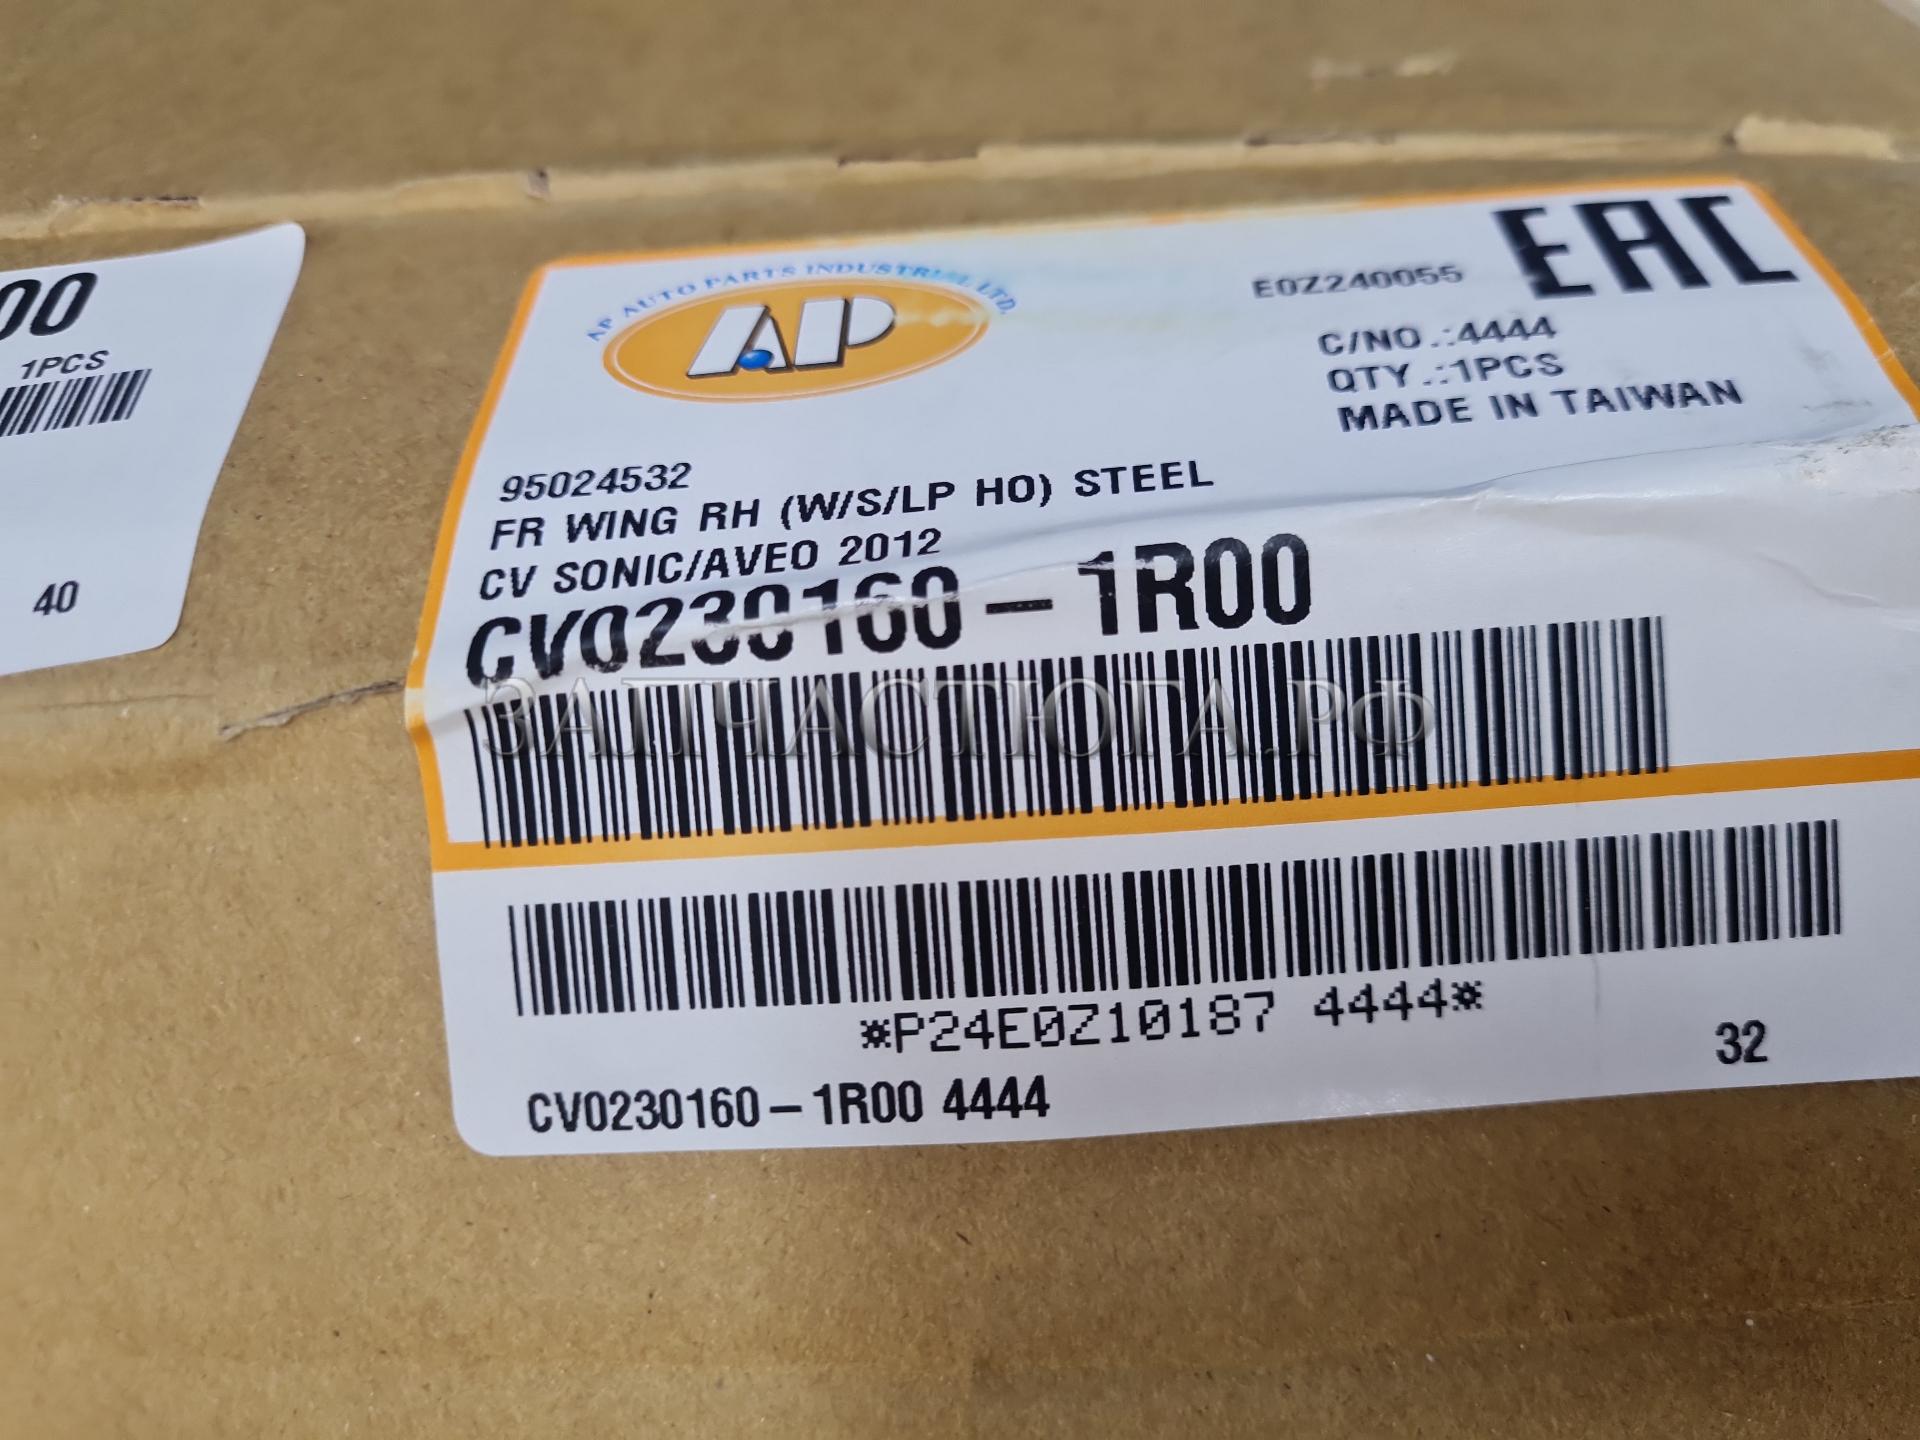 00
1PCS
40
AP AUTO PARTS INDUSTRIAL LTD.
AP
E0Z240055
EAC
C/NO.:4444
QTY.:1PCS
MADE IN TAIWAN
95024532
FR WING RH (W/S/LP HO) STEEL
CV SONIC/AVEO 2012
CV0230160-1R00
ЗАПЧАСТЮГА.РФ
*P24E0Z10187 4444*
32
CV0230160-1R00 4444